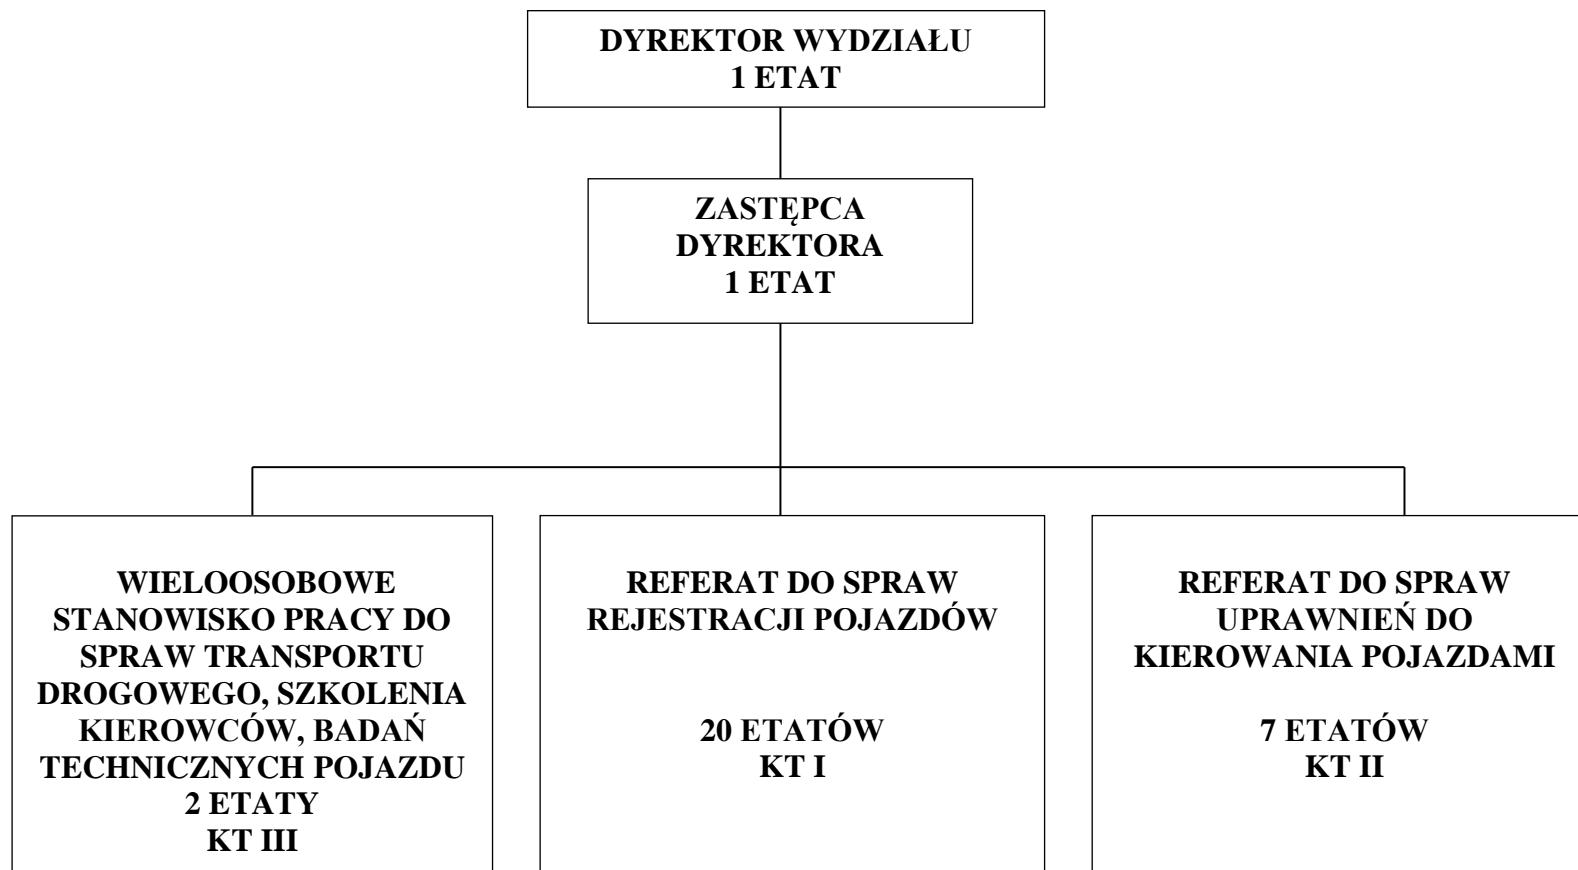 DYREKTOR WYDZIAŁU
1 ETAT
ZASTĘPCA
DYREKTORA
1 ETAT
WIELOOSOBOWE
STANOWISKO PRACY DO
SPRAW TRANSPORTU
DROGOWEGO, SZKOLENIA
KIEROWCÓW, BADAŃ
TECHNICZNYCH POJAZDU
2 ETATY
KT III
REFERAT DO SPRAW
REJESTRACJI POJAZDÓW
20 ETATÓW
KT I
REFERAT DO SPRAW
UPRAWNIEŃ DO
KIEROWANIA POJAZDAMI
7 ETATÓW
KT II